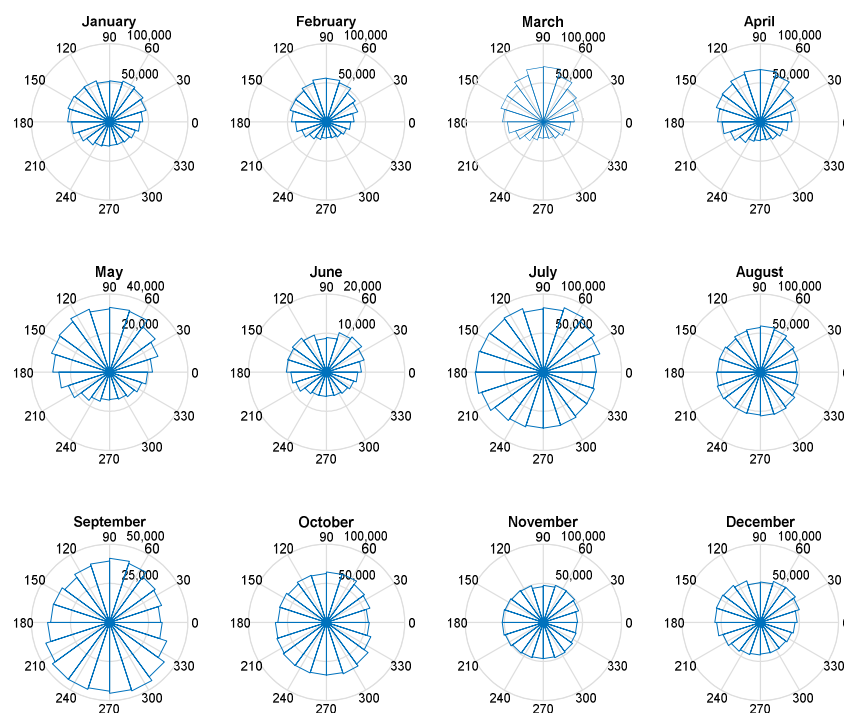 January February March April
90 100,000 90 100,000 90 100,000 90 100,000
120 60 120 60 120 60 120 60
50,000 50,000 50,000 50,000
150 30 150 30 150 30 150 30
180 0 180 0 180 0 180 0
210 330 210 330 210 330 210 330
240 300 240 300 240 300 240 300
270 270 270 270
May June July August
90 40,000 90 20,000 90 100,000 90 100,000
120 60 120 60 120 60 120 60
20,000 10,000 50,000 50,000
150 30 150 30 150 30 150 30
180 0 180 0 180 0 180 0
210 330 210 330 210 330 210 330
240 300 240 300 240 300 240 300
270 270 270 270
September October November December
90 50,000 90 100,000 90 100,000 90 100,000
120 60 120 60 120 60 120 60
25,000 50,000 50,000 50,000
150 30 150 30 150 30 150 30
180 0 180 0 180 0 180 0
210 330 210 330 210 330 210 330
240 300 240 300 240 300 240 300
270 270 270 270